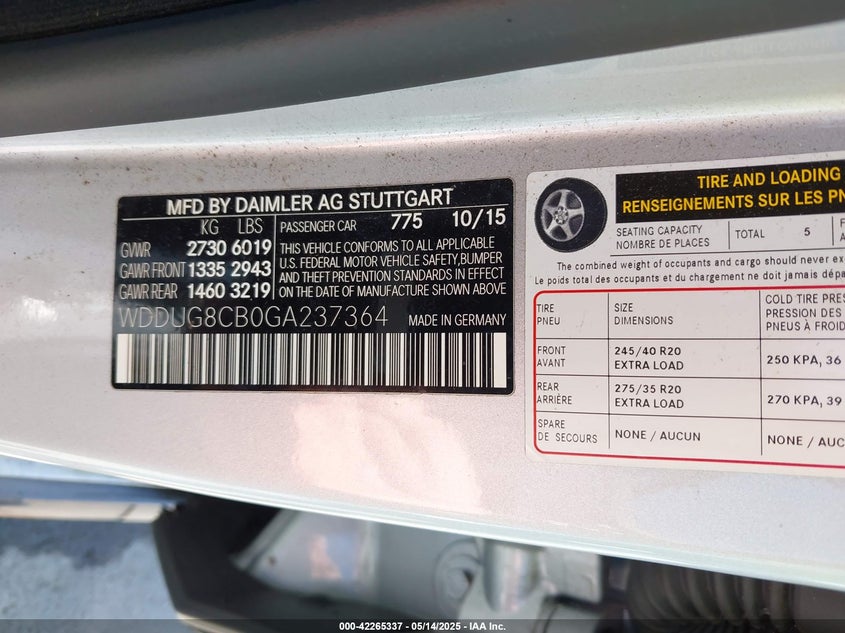 MFD BY DAIMLER AG STUTTGART
KG LBS PASSENGER CAR 775 10/15
GVWR 2730 6019
GAWR FRONT 1335 2943
GAWR REAR 1460 3219
THIS VEHICLE CONFORMS TO ALL APPLICABLE
U.S. FEDERAL MOTOR VEHICLE SAFETY, BUMPER
AND THEFT PREVENTION STANDARDS IN EFFECT
ON THE DATE OF MANUFACTURE SHOWN ABOVE
WDDUG8CB0GA237364 MADE IN GERMANY
TIRE AND LOADING
RENSEIGNEMENTS SUR LES
SEATING CAPACITY
NOMBRE DE PLACES
TOTAL 5
The combined weight of occupants and cargo should never
Le poids total des occupants et du chargement ne doit jamais
TIRE
PNEU
SIZE
DIMENSIONS
COLD TIRE
PRESSION DES
PNEUS À FROID
FRONT
AVANT
245/40 R20
EXTRA LOAD
250 KPA, 36
REAR
ARRIÈRE
275/35 R20
EXTRA LOAD
270 KPA, 39
SPARE
DE SECOURS
NONE / AUCUN
NONE /
000-42265337 - 05/14/2025 - IAA Inc.